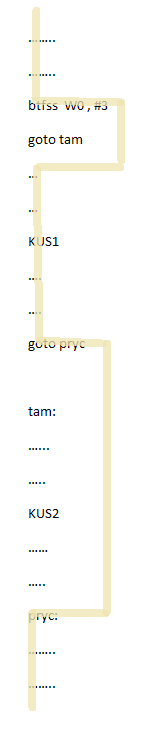 ........
........
btfss W0 , #3
goto tam
...
...
KUS1
....
....
goto pryc
tam:
......
.....
KUS2
......
.....
pryc:
........
........